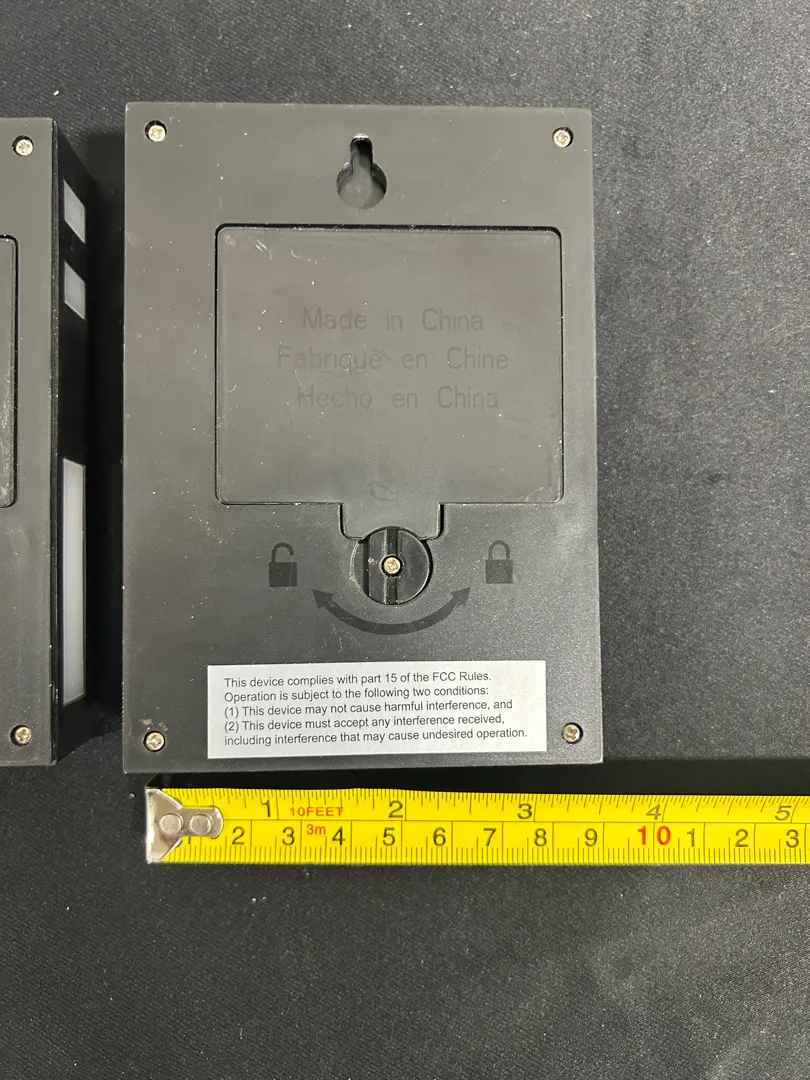 Made in China
Fabriqué en Chine
Hecho en China
This device complies with part 15 of the FCC Rules.
Operation is subject to the following two conditions:
(1) This device may not cause harmful interference, and
(2) This device must accept any interference received,
including interference that may cause undesired operation.
1 10FEET 2 3 4 5
1 2 3 3m 4 5 6 7 8 9 10 1 2 3